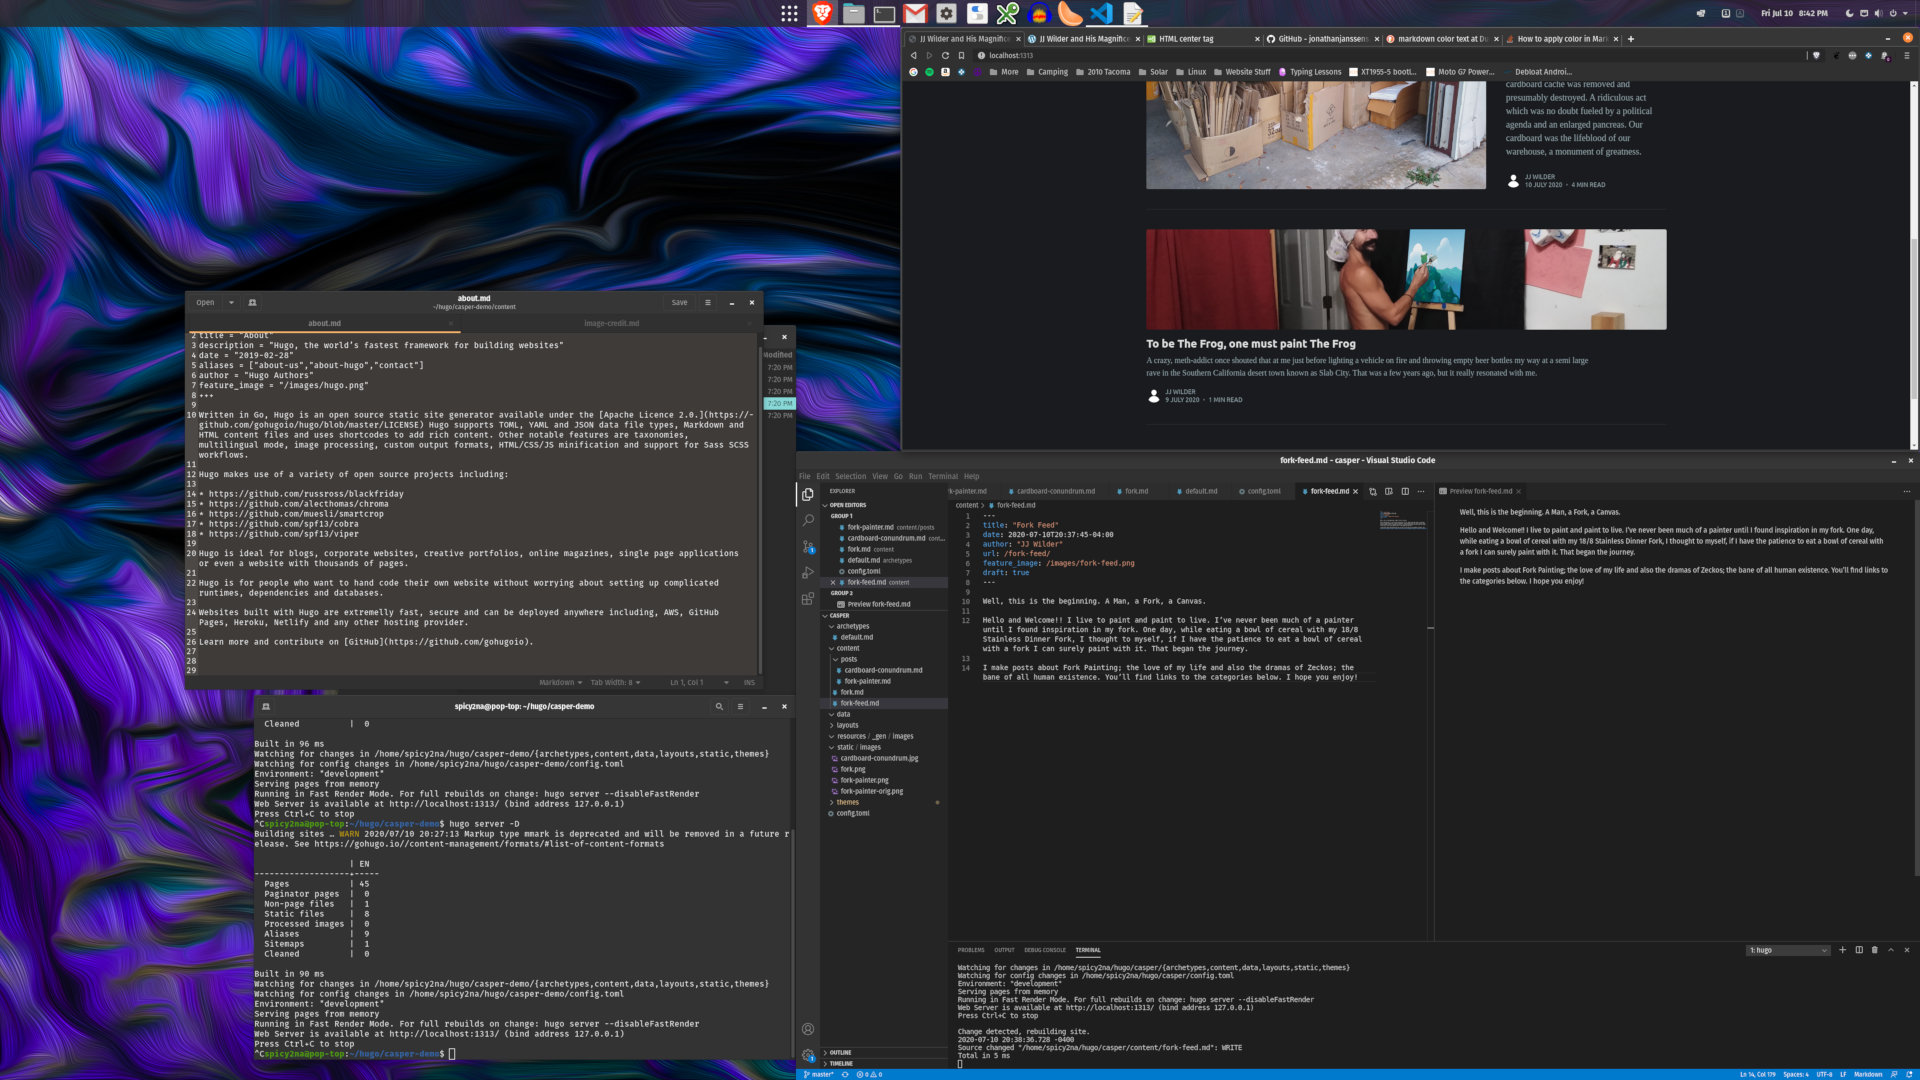 Fri Jul 10 8:42 PM
JJ Wilder and His Magnifice
JJ Wilder and His Magnifice
HTML center tag
GitHub - jonathanjanssens
markdown color text at Du
How to apply color in Mark
localhost:1313
More
Camping
2010 Tacoma
Solar
Linux
Website Stuff
Typing Lessons
XT1955-5 bootl...
Moto G7 Power...
Debloat Androi...
cardboard cache was removed and
presumably destroyed. A ridiculous act
which was no doubt fueled by a political
agenda and an enlarged pancreas. Our
cardboard was the lifeblood of our
warehouse, a monument of greatness.
JJ WILDER
10 JULY 2020 • 4 MIN READ
To be The Frog, one must paint The Frog
A crazy, meth-addict once shouted that at me just before lighting a vehicle on fire and throwing empty beer bottles my way at a semi large
rave in the Southern California desert town known as Slab City. That was a few years ago, but it really resonated with me.
JJ WILDER
9 JULY 2020 • 1 MIN READ
Open
about.md
~/hugo/casper-demo/content
Save
about.md
image-credit.md
2 title = "About"
3 description = "Hugo, the world's fastest framework for building websites"
4 date = "2019-02-28"
5 aliases = ["about-us","about-hugo","contact"]
6 author = "Hugo Authors"
7 feature_image = "/images/hugo.png"
8 +++
9
10 Written in Go, Hugo is an open source static site generator available under the [Apache Licence 2.0.](https://-
github.com/gohugoio/hugo/blob/master/LICENSE) Hugo supports TOML, YAML and JSON data file types, Markdown and
HTML content files and uses shortcodes to add rich content. Other notable features are taxonomies,
multilingual mode, image processing, custom output formats, HTML/CSS/JS minification and support for Sass SCSS
workflows.
11
12 Hugo makes use of a variety of open source projects including:
13
14 * https://github.com/russross/blackfriday
15 * https://github.com/alecthomas/chroma
16 * https://github.com/muesli/smartcrop
17 * https://github.com/spf13/cobra
18 * https://github.com/spf13/viper
19
20 Hugo is ideal for blogs, corporate websites, creative portfolios, online magazines, single page applications
or even a website with thousands of pages.
21
22 Hugo is for people who want to hand code their own website without worrying about setting up complicated
runtimes, dependencies and databases.
23
24 Websites built with Hugo are extremelly fast, secure and can be deployed anywhere including, AWS, GitHub
Pages, Heroku, Netlify and any other hosting provider.
25
26 Learn more and contribute on [GitHub](https://github.com/gohugoio).
27
28
29
Markdown
Tab Width: 8
Ln 1, Col 1
INS
Modified
7:20 PM
7:20 PM
7:20 PM
7:20 PM
7:20 PM
spicy2na@pop-top: ~/hugo/casper-demo
Cleaned | 0
Built in 96 ms
Watching for changes in /home/spicy2na/hugo/casper-demo/{archetypes,content,data,layouts,static,themes}
Watching for config changes in /home/spicy2na/hugo/casper-demo/config.toml
Environment: "development"
Serving pages from memory
Running in Fast Render Mode. For full rebuilds on change: hugo server --disableFastRender
Web Server is available at http://localhost:1313/ (bind address 127.0.0.1)
Press Ctrl+C to stop
^Cspicy2na@pop-top:~/hugo/casper-demo$ hugo server -D
Building sites … WARN 2020/07/10 20:27:13 Markup type mmark is deprecated and will be removed in a future r
elease. See https://gohugo.io//content-management/formats/#list-of-content-formats
| EN
-------------------+-----
Pages | 45
Paginator pages | 0
Non-page files | 1
Static files | 8
Processed images | 0
Aliases | 9
Sitemaps | 1
Cleaned | 0
Built in 90 ms
Watching for changes in /home/spicy2na/hugo/casper-demo/{archetypes,content,data,layouts,static,themes}
Watching for config changes in /home/spicy2na/hugo/casper-demo/config.toml
Environment: "development"
Serving pages from memory
Running in Fast Render Mode. For full rebuilds on change: hugo server --disableFastRender
Web Server is available at http://localhost:1313/ (bind address 127.0.0.1)
Press Ctrl+C to stop
^Cspicy2na@pop-top:~/hugo/casper-demo$
fork-feed.md - casper - Visual Studio Code
File Edit Selection View Go Run Terminal Help
EXPLORER
OPEN EDITORS
GROUP 1
fork-painter.md content/posts
cardboard-conundrum.md cont...
fork.md content
default.md archetypes
config.toml
fork-feed.md content
GROUP 2
Preview fork-feed.md
CASPER
archetypes
default.md
content
posts
cardboard-conundrum.md
fork-painter.md
fork.md
fork-feed.md
data
layouts
resources / _gen / images
static / images
cardboard-conundrum.jpg
fork.png
fork-painter.png
fork-painter-orig.png
themes
config.toml
OUTLINE
TIMELINE
k-painter.md
cardboard-conundrum.md
fork.md
default.md
config.toml
fork-feed.md
content > fork-feed.md
1 ---
2 title: "Fork Feed"
3 date: 2020-07-10T20:37:45-04:00
4 author: "JJ Wilder"
5 url: /fork-feed/
6 feature_image: /images/fork-feed.png
7 draft: true
8 ---
9
10 Well, this is the beginning. A Man, a Fork, a Canvas.
11
12 Hello and Welcome!! I live to paint and paint to live. I've never been much of a painter
until I found inspiration in my fork. One day, while eating a bowl of cereal with my 18/8
Stainless Dinner Fork, I thought to myself, if I have the patience to eat a bowl of cereal
with a fork I can surely paint with it. That began the journey.
13
14 I make posts about Fork Painting; the love of my life and also the dramas of Zeckos; the
bane of all human existence. You'll find links to the categories below. I hope you enjoy!
Preview fork-feed.md
Well, this is the beginning. A Man, a Fork, a Canvas.
Hello and Welcome!! I live to paint and paint to live. I've never been much of a painter until I found inspiration in my fork. One day,
while eating a bowl of cereal with my 18/8 Stainless Dinner Fork, I thought to myself, if I have the patience to eat a bowl of cereal with
a fork I can surely paint with it. That began the journey.
I make posts about Fork Painting; the love of my life and also the dramas of Zeckos; the bane of all human existence. You'll find links to
the categories below. I hope you enjoy!
PROBLEMS OUTPUT DEBUG CONSOLE TERMINAL
1: hugo
Watching for changes in /home/spicy2na/hugo/casper/{archetypes,content,data,layouts,static,themes}
Watching for config changes in /home/spicy2na/hugo/casper/config.toml
Environment: "development"
Serving pages from memory
Running in Fast Render Mode. For full rebuilds on change: hugo server --disableFastRender
Web Server is available at http://localhost:1313/ (bind address 127.0.0.1)
Press Ctrl+C to stop
Change detected, rebuilding site.
2020-07-10 20:38:36.728 -0400
Source changed "/home/spicy2na/hugo/casper/content/fork-feed.md": WRITE
Total in 5 ms
master* 0 0
Ln 14, Col 179 Spaces: 4 UTF-8 LF Markdown